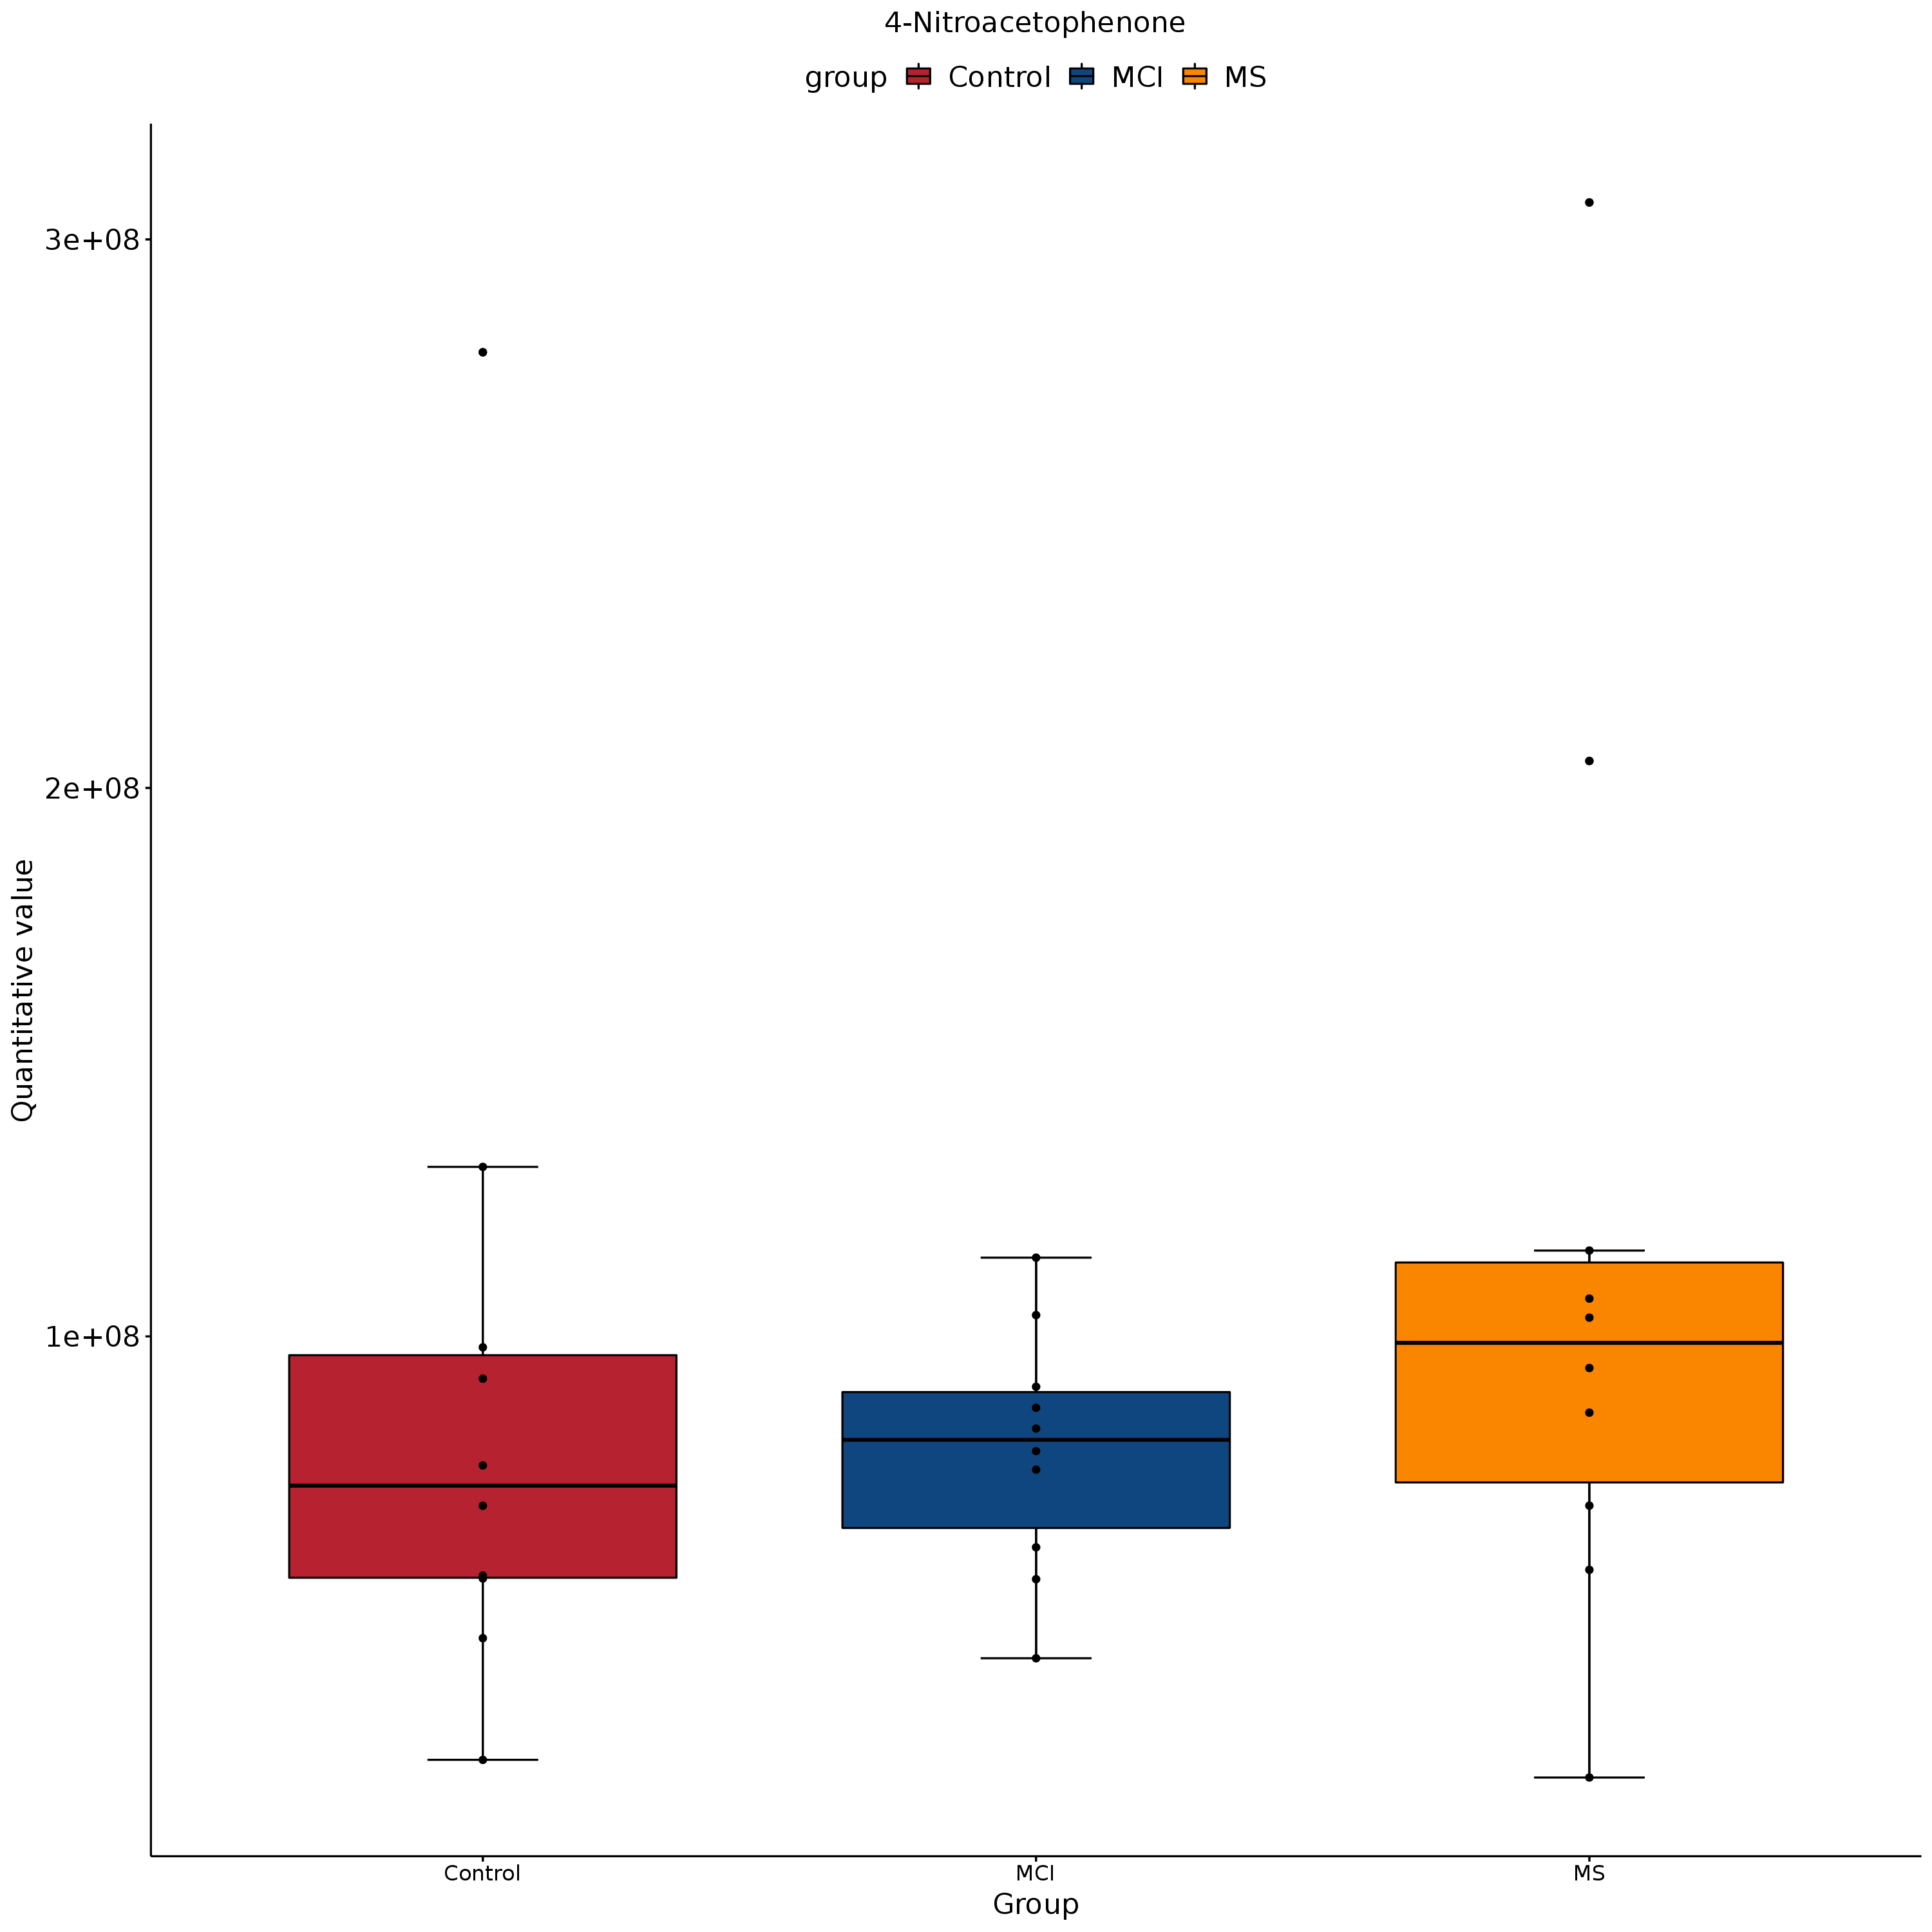 4-Nitroacetophenone
group Control MCI MS
3e+08
2e+08
1e+08
Quantitative value
Control MCI MS
Group